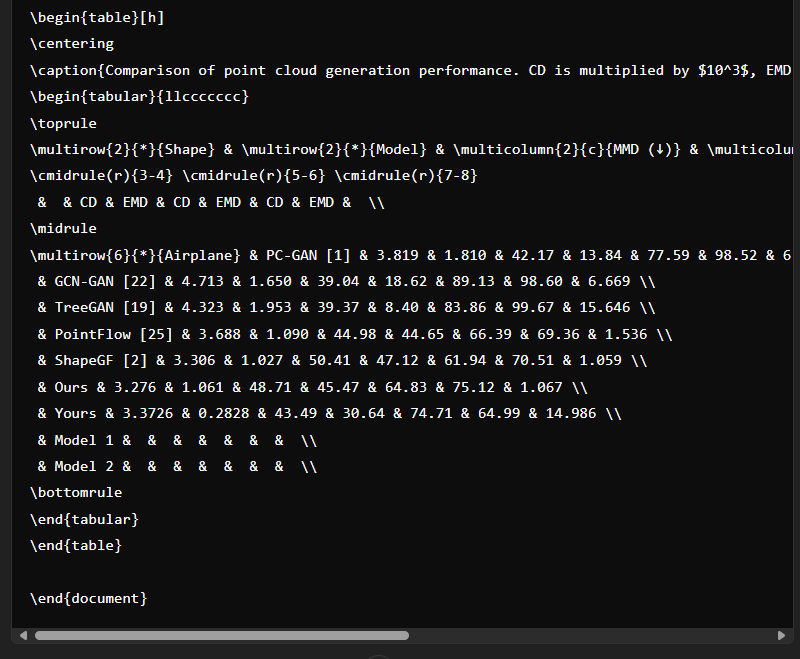 \begin{table}[h]
\centering
\caption{Comparison of point cloud generation performance. CD is multiplied by $10^3$, EMD
\begin{tabular}{llccccccc}
\toprule
\multirow{2}{*}{Shape} & \multirow{2}{*}{Model} & \multicolumn{2}{c}{MMD (↓)} & \multicolu
\cmidrule(r){3-4} \cmidrule(r){5-6} \cmidrule(r){7-8}
& & CD & EMD & CD & EMD & CD & EMD & \\
\midrule
\multirow{6}{*}{Airplane} & PC-GAN [1] & 3.819 & 1.810 & 42.17 & 13.84 & 77.59 & 98.52 & 6
& GCN-GAN [22] & 4.713 & 1.650 & 39.04 & 18.62 & 89.13 & 98.60 & 6.669 \\
& TreeGAN [19] & 4.323 & 1.953 & 39.37 & 8.40 & 83.86 & 99.67 & 15.646 \\
& PointFlow [25] & 3.688 & 1.090 & 44.98 & 44.65 & 66.39 & 69.36 & 1.536 \\
& ShapeGF [2] & 3.306 & 1.027 & 50.41 & 47.12 & 61.94 & 70.51 & 1.059 \\
& Ours & 3.276 & 1.061 & 48.71 & 45.47 & 64.83 & 75.12 & 1.067 \\
& Yours & 3.3726 & 0.2828 & 43.49 & 30.64 & 74.71 & 64.99 & 14.986 \\
& Model 1 & & & & & & & \\
& Model 2 & & & & & & & \\
\bottomrule
\end{tabular}
\end{table}
\end{document}